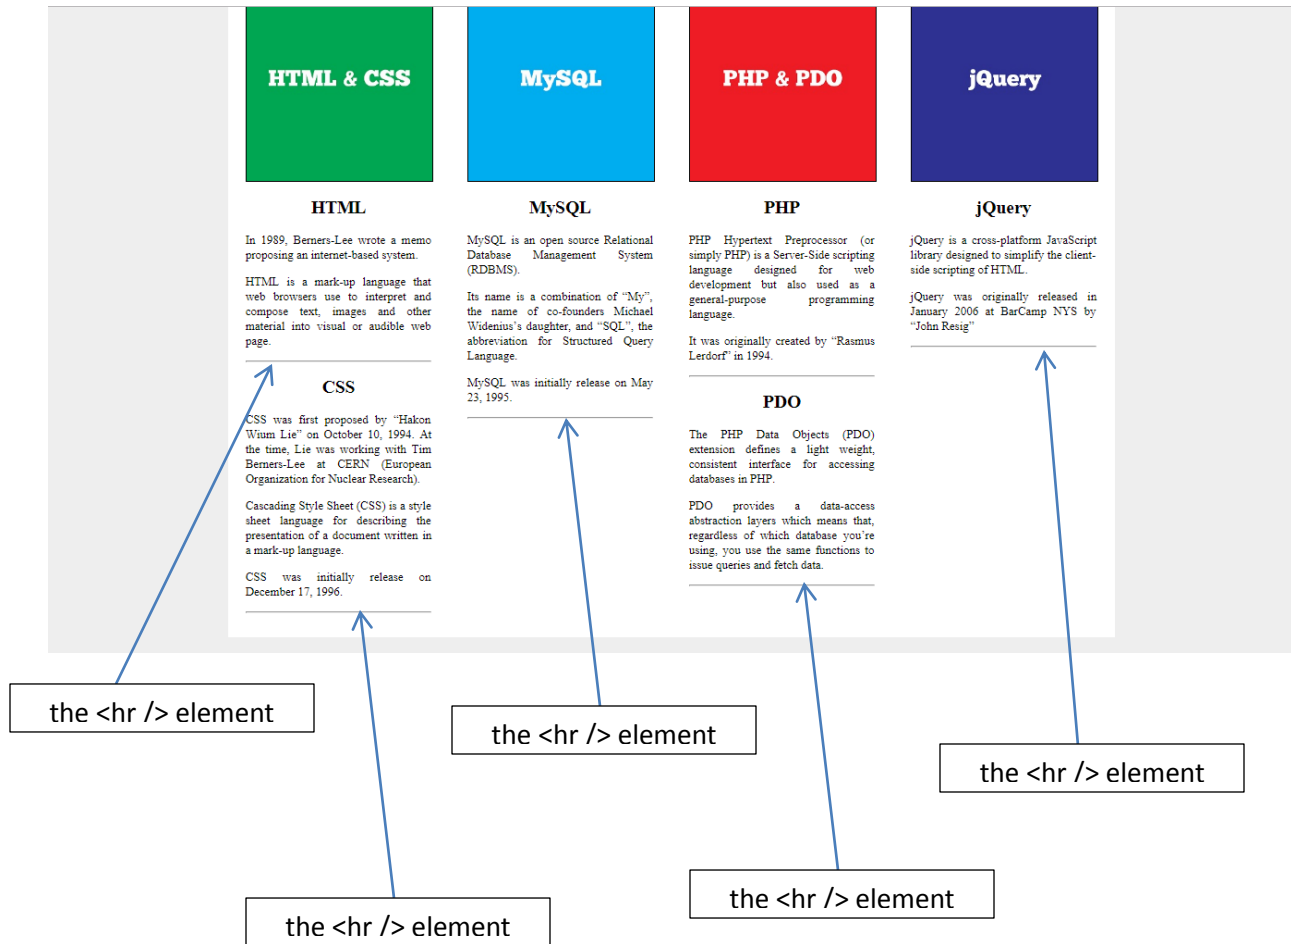 HTML & CSS
MySQL
PHP & PDO
jQuery
HTML
In 1989, Berners-Lee wrote a memo
proposing an internet-based system.
HTML is a mark-up language that
web browsers use to interpret and
compose text, images and other
material into visual or audible web
page.
CSS
CSS was first proposed by “Hakon
Wium Lie” on October 10, 1994. At
the time, Lie was working with Tim
Berners-Lee at CERN (European
Organization for Nuclear Research).
Cascading Style Sheet (CSS) is a style
sheet language for describing the
presentation of a document written in
a mark-up language.
CSS was initially release on
December 17, 1996.
MySQL
MySQL is an open source Relational
Database Management System
(RDBMS).
Its name is a combination of “My”,
the name of co-founders Michael
Widenius’s daughter, and “SQL”, the
abbreviation for Structured Query
Language.
MySQL was initially release on May
23, 1995.
PHP
PHP Hypertext Preprocessor (or
simply PHP) is a Server-Side scripting
language designed for web
development but also used as a
general-purpose programming
language.
It was originally created by “Rasmus
Lerdorf” in 1994.
PDO
The PHP Data Objects (PDO)
extension defines a light weight,
consistent interface for accessing
databases in PHP.
PDO provides a data-access
abstraction layers which means that,
regardless of which database you’re
using, you use the same functions to
issue queries and fetch data.
jQuery
jQuery is a cross-platform JavaScript
library designed to simplify the client-
side scripting of HTML.
jQuery was originally released in
January 2006 at BarCamp NYS by
“John Resig”
the <hr /> element
the <hr /> element
the <hr /> element
the <hr /> element
the <hr /> element